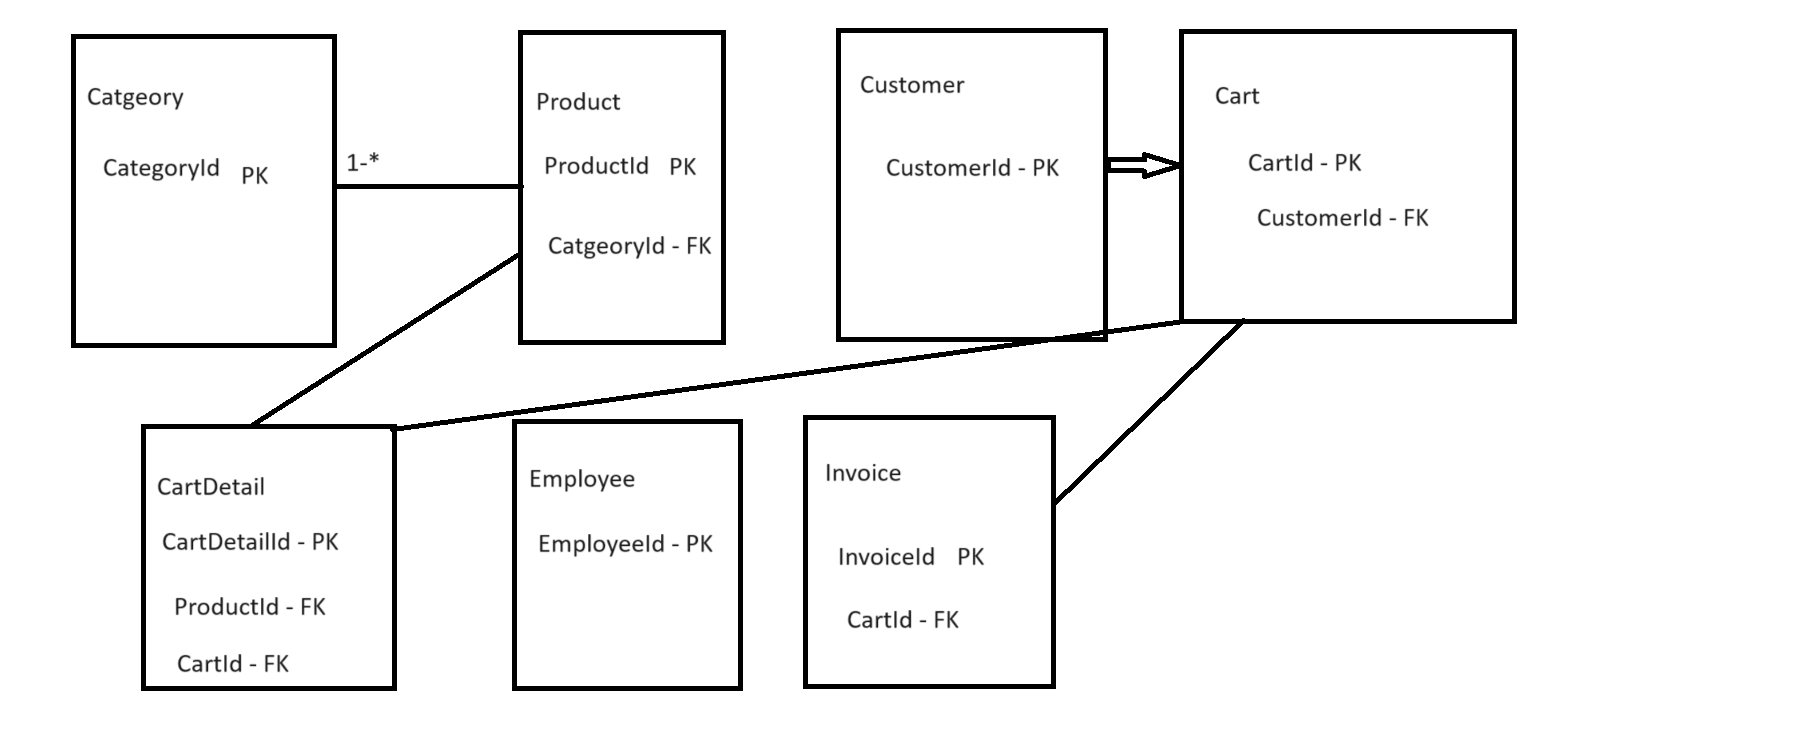 Catgeory
CategoryId PK
1-*
Product
ProductId PK
CatgeoryId - FK
Customer
CustomerId - PK
Cart
CartId - PK
CustomerId - FK
CartDetail
CartDetailId - PK
ProductId - FK
CartId - FK
Employee
EmployeeId - PK
Invoice
InvoiceId PK
CartId - FK